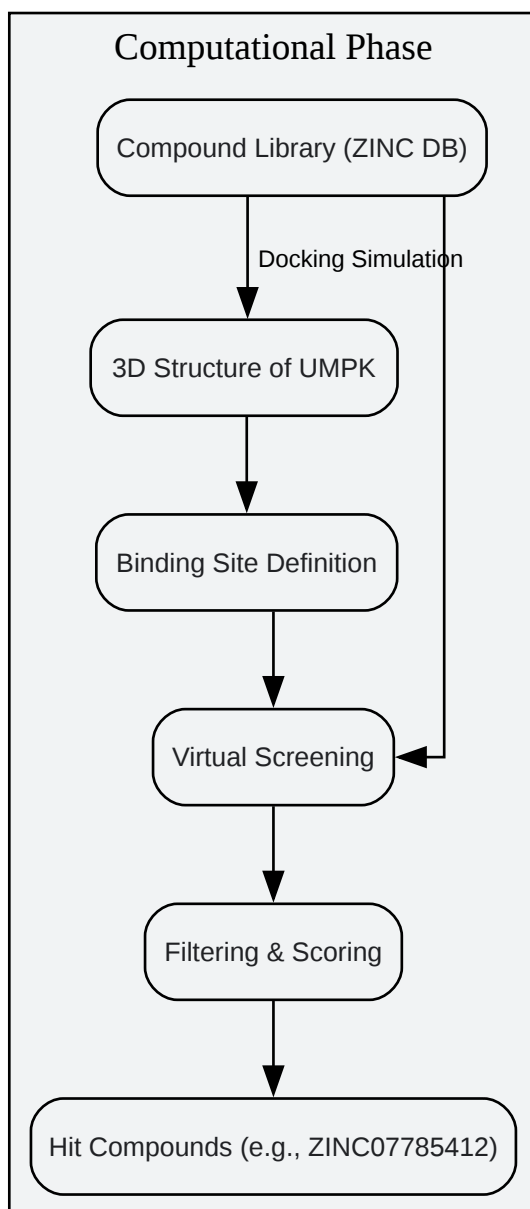 Computational Phase
Compound Library (ZINC DB)
Docking Simulation
3D Structure of UMPK
Binding Site Definition
Virtual Screening
Filtering & Scoring
Hit Compounds (e.g., ZINC07785412)